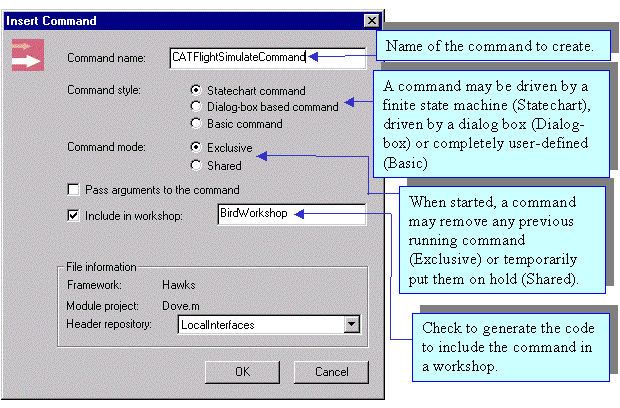 Insert Command
Command name:
CATFlightSimulateCommand
Command style:
Statechart command
Dialog-box based command
Basic command
Command mode:
Exclusive
Shared
Pass arguments to the command
Include in workshop:
BirdWorkshop
File information
Framework: Hawks
Module project: Dove.m
Header repository: LocalInterfaces
OK Cancel
Name of the command to create.
A command may be driven by a
finite state machine (Statechart),
driven by a dialog box (Dialog-
box) or completely user-defined
(Basic)
When started, a command
may remove any previous
running command
(Exclusive) or temporarily
put them on hold (Shared).
Check to generate the code
to include the command in
a workshop.